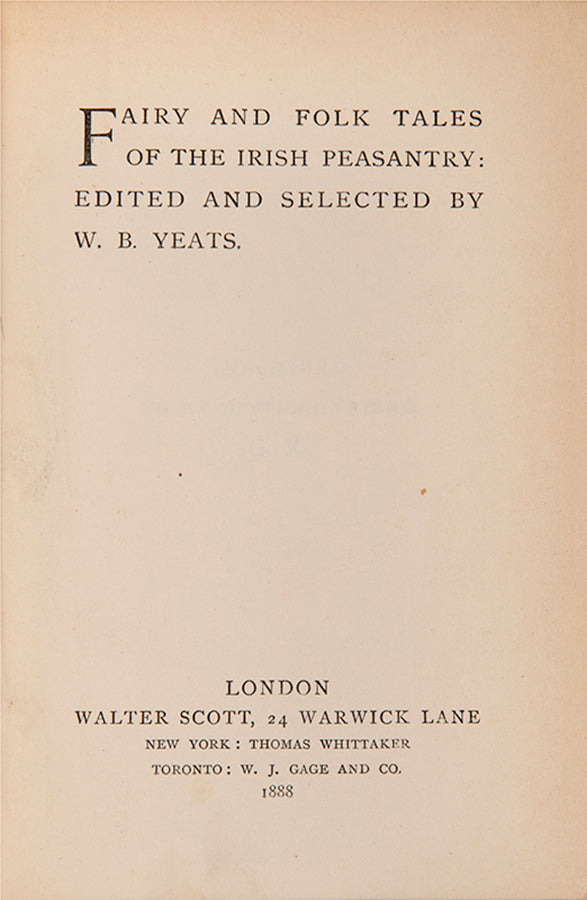 FAIRY AND FOLK TALES
OF THE IRISH PEASANTRY:
EDITED AND SELECTED BY
W. B. YEATS.
LONDON
WALTER SCOTT, 24 WARWICK LANE
NEW YORK: THOMAS WHITTAKER
TORONTO: W. J. GAGE AND CO.
1888